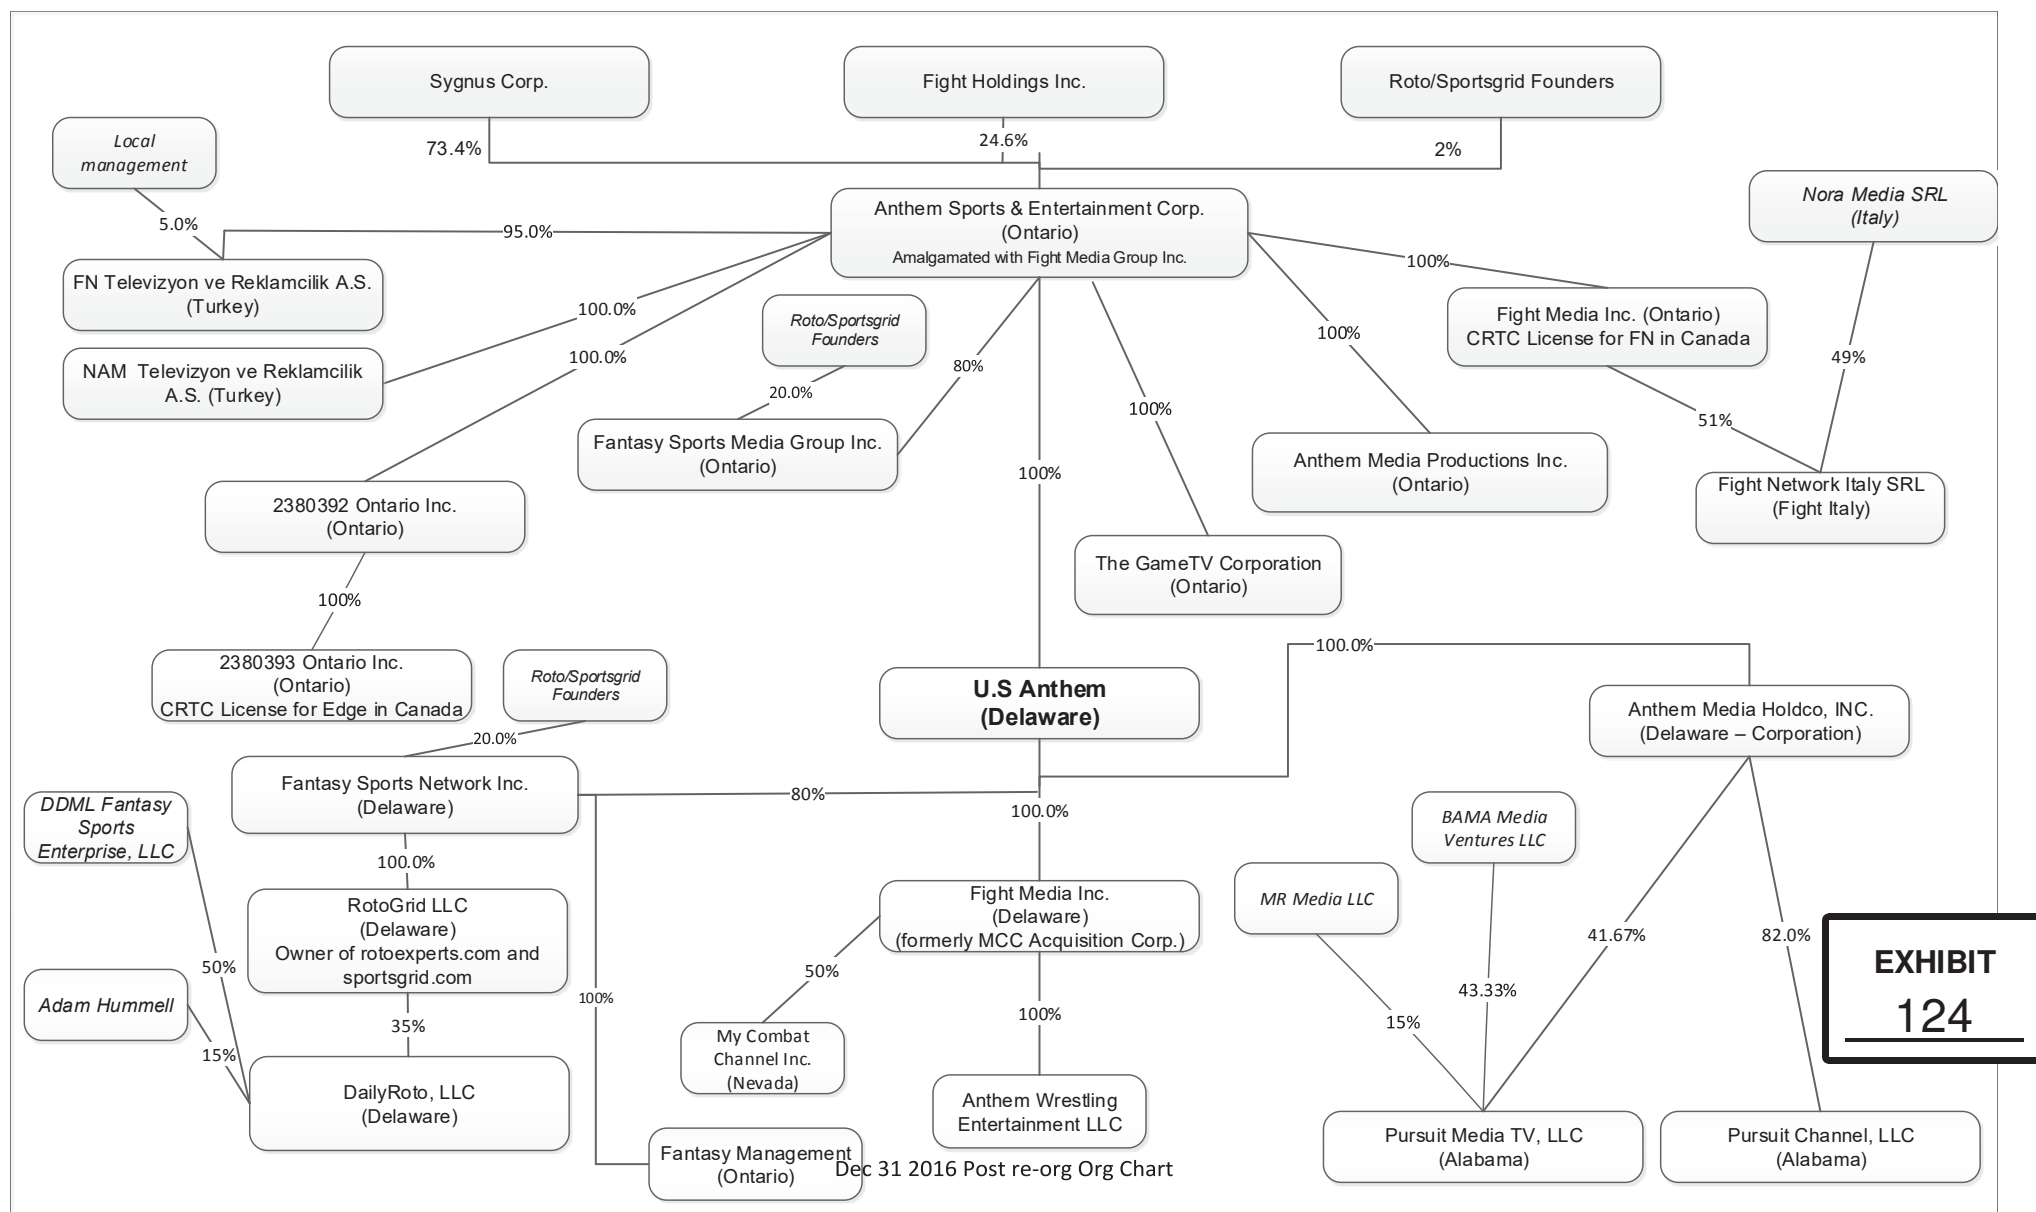 Sygnus Corp.
Fight Holdings Inc.
Roto/Sportsgrid Founders
73.4%
24.6%
2%
Local
management
5.0%
95.0%
Anthem Sports & Entertainment Corp.
(Ontario)
Amalgamated with Fight Media Group Inc.
Nora Media SRL
(Italy)
FN Televizyon ve Reklamcilik A.S.
(Turkey)
100.0%
NAM  Televizyon ve Reklamcilik
A.S. (Turkey)
100.0%
Roto/Sportsgrid
Founders
20.0%
80%
Fantasy Sports Media Group Inc.
(Ontario)
100%
100%
100%
100%
Fight Media Inc. (Ontario)
CRTC License for FN in Canada
49%
51%
Anthem Media Productions Inc.
(Ontario)
Fight Network Italy SRL
(Fight Italy)
2380392 Ontario Inc.
(Ontario)
The GameTV Corporation
(Ontario)
100%
2380393 Ontario Inc.
(Ontario)
CRTC License for Edge in Canada
Roto/Sportsgrid
Founders
20.0%
U.S Anthem
(Delaware)
100.0%
Anthem Media Holdco, INC.
(Delaware – Corporation)
Fantasy Sports Network Inc.
(Delaware)
80%
100.0%
DDML Fantasy
Sports
Enterprise, LLC
BAMA Media
Ventures LLC
100.0%
RotoGrid LLC
(Delaware)
Owner of rotoexperts.com and
sportsgrid.com
Fight Media Inc.
(Delaware)
(formerly MCC Acquisition Corp.)
MR Media LLC
41.67%
82.0%
EXHIBIT
124
50%
Adam Hummell
15%
35%
100%
50%
100%
43.33%
15%
DailyRoto, LLC
(Delaware)
My Combat
Channel Inc.
(Nevada)
Anthem Wrestling
Entertainment LLC
Pursuit Media TV, LLC
(Alabama)
Pursuit Channel, LLC
(Alabama)
Fantasy Management
(Ontario)
Dec 31 2016 Post re-org Org Chart